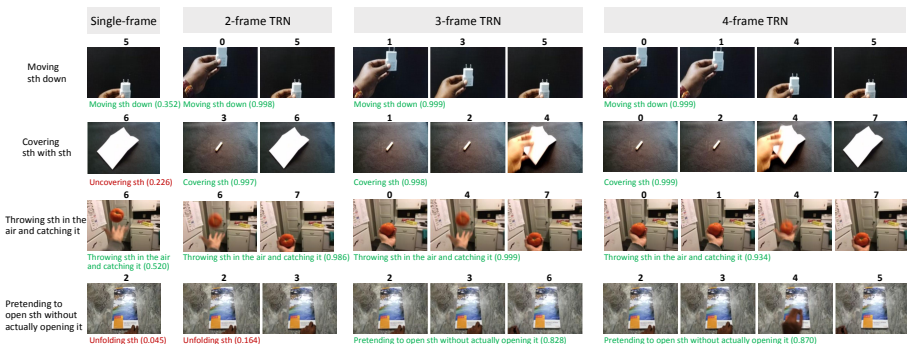 Single-frame 2-frame TRN 3-frame TRN 4-frame TRN
5 0 5 1 3 5 0 1 4 5
Moving
sth down
Moving sth down (0.352) Moving sth down (0.998) Moving sth down (0.999) Moving sth down (0.999)
6 3 6 1 2 4 0 2 4 7
Covering
sth with sth
Uncovering sth (0.226) Covering sth (0.997) Covering sth (0.998) Covering sth (0.999)
6 6 7 0 4 7 0 1 4 7
Throwing sth in the
air and catching it
Throwing sth in the air
and catching it (0.520)
Throwing sth in the air and catching it (0.986) Throwing sth in the air and catching it (0.999) Throwing sth in the air and catching it (0.934)
2 2 3 2 3 6 2 3 4 5
Pretending to
open sth without
actually opening it
Unfolding sth (0.045) Unfolding sth (0.164) Pretending to open sth without actually opening it (0.828) Pretending to open sth without actually opening it (0.870)